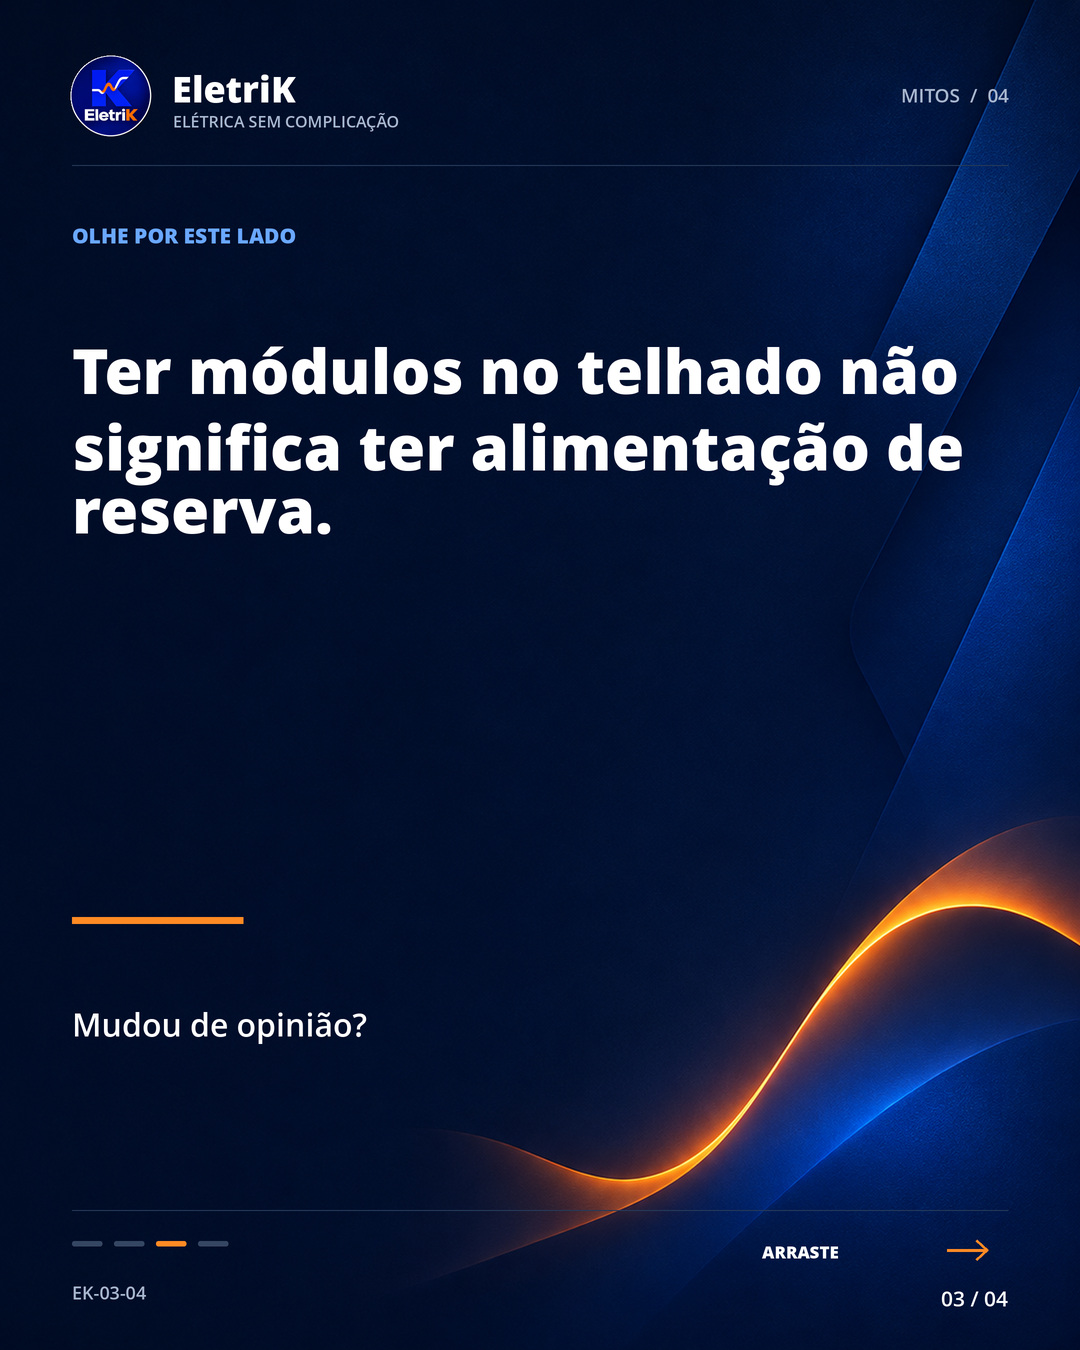 EletriK
EletriK
ELÉTRICA SEM COMPLICAÇÃO
MITOS / 04
OLHE POR ESTE LADO
Ter módulos no telhado não
significa ter alimentação de
reserva.
Mudou de opinião?
ARRASTE
EK-03-04
03 / 04